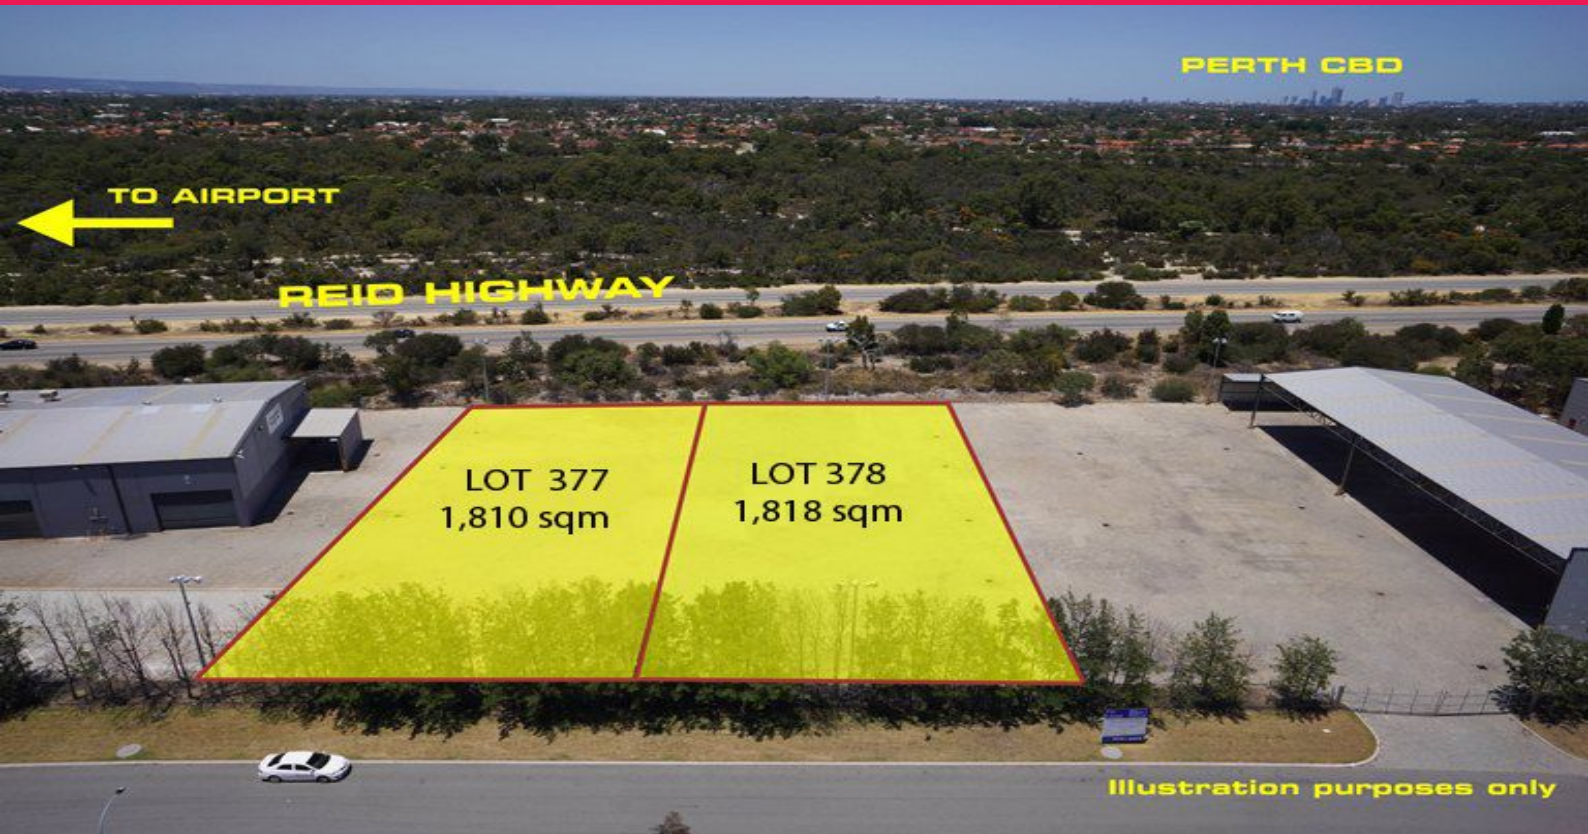 PERTH CBD
TO AIRPORT
REID HIGHWAY
LOT 377
1,810 sqm
LOT 378
1,818 sqm
Illustration purposes only